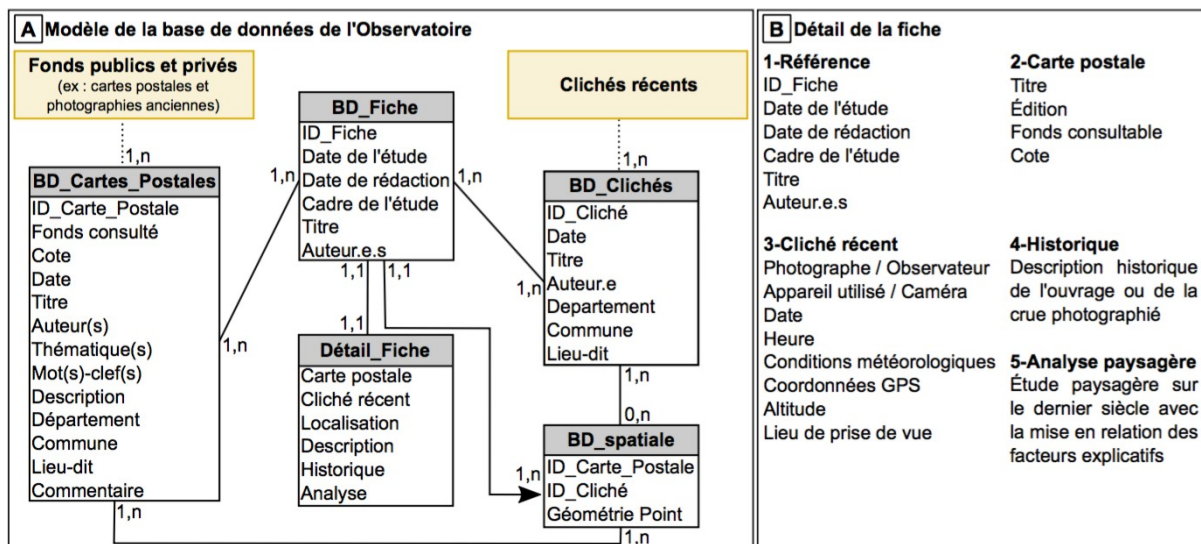 A Modèle de la base de données de l'Observatoire
Fonds publics et privés
(ex : cartes postales et
photographies anciennes)
1,n
BD_Cartes_Postales
ID_Carte_Postale
Fonds consulté
Cote
Date
Titre
Auteur(s)
Thématique(s)
Mot(s)-clef(s)
Description
Département
Commune
Lieu-dit
Commentaire
1,n
1,n
1,n
BD_Fiche
ID_Fiche
Date de l'étude
Date de rédaction
Cadre de l'étude
Titre
Auteur.e.s
1,1
1,1
1,n
1,n
1,1
Détail_Fiche
Carte postale
Cliché récent
Localisation
Description
Historique
Analyse
Clichés récents
1,n
BD_Clichés
ID_Cliché
Date
Titre
Auteur.e
Departement
Commune
Lieu-dit
1,n
0,n
BD_spatiale
ID_Carte_Postale
ID_Cliché
Géométrie Point
1,n
1,n
B Détail de la fiche
1-Référence
ID_Fiche
Date de l'étude
Date de rédaction
Cadre de l'étude
Titre
Auteur.e.s
2-Carte postale
Titre
Édition
Fonds consultable
Cote
3-Cliché récent
Photographe / Observateur
Appareil utilisé / Caméra
Date
Heure
Conditions météorologiques
Coordonnées GPS
Altitude
Lieu de prise de vue
4-Historique
Description historique
de l'ouvrage ou de la
crue photographié
5-Analyse paysagère
Étude paysagère sur
le dernier siècle avec
la mise en relation des
facteurs explicatifs